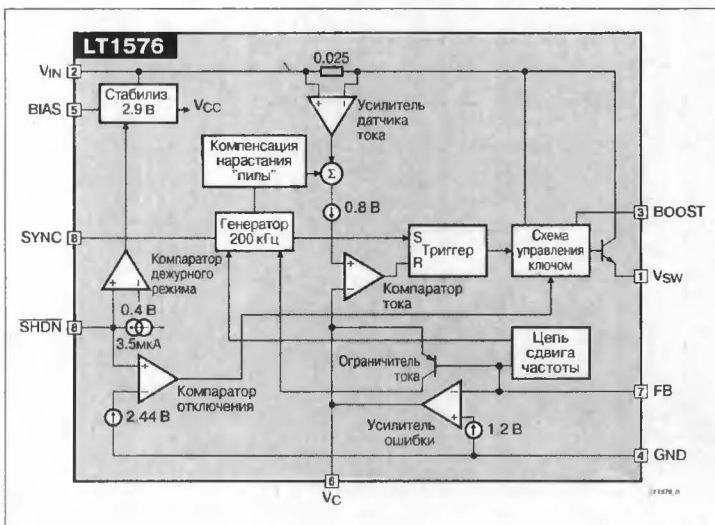 LT1576
VIN 2
0.025
BIAS 5
Стабилиз
2.9 В
VCC
+ −
Усилитель
датчика
тока
Компенсация
нарастания
"пилы"
Σ
0.8 В
3 BOOST
SYNC 8
Генератор
200 кГц
S
R
Триггер
Схема
управления
ключом
1 VSW
+
−
Компаратор
тока
Компаратор
дежурного
режима
+ −
0.4 В
SHDN 8
3.5мкА
Ограничитель
тока
Цепь
сдвига
частоты
+
−
Компаратор
отключения
7 FB
2.44 В
−
+
Усилитель
ошибки
1.2 В
4 GND
6
VC